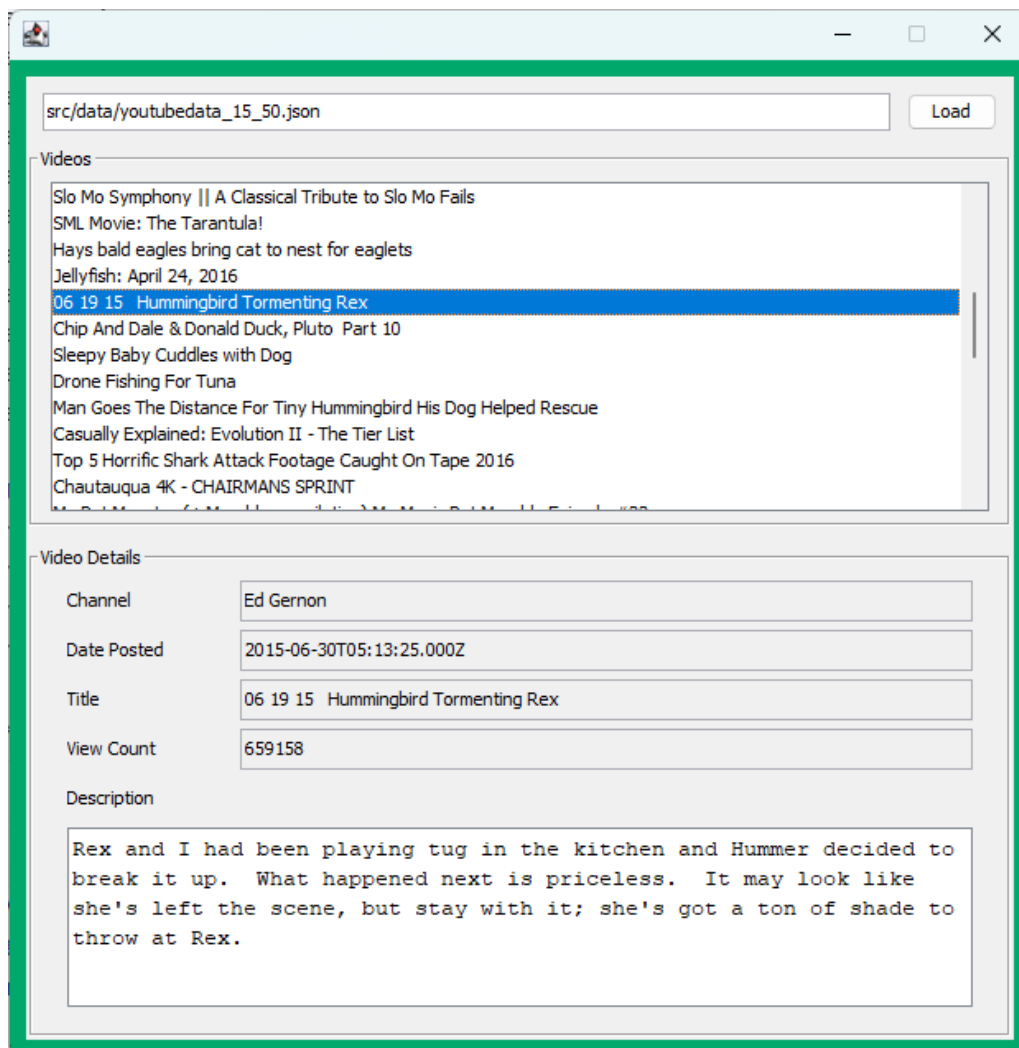 src/data/youtubedata_15_50.json Load
Videos
Slo Mo Symphony || A Classical Tribute to Slo Mo Fails
SML Movie: The Tarantula!
Hays bald eagles bring cat to nest for eaglets
Jellyfish: April 24, 2016
06 19 15   Hummingbird Tormenting Rex
Chip And Dale & Donald Duck, Pluto  Part 10
Sleepy Baby Cuddles with Dog
Drone Fishing For Tuna
Man Goes The Distance For Tiny Hummingbird His Dog Helped Rescue
Casually Explained: Evolution II - The Tier List
Top 5 Horrific Shark Attack Footage Caught On Tape 2016
Chautauqua 4K - CHAIRMANS SPRINT
Video Details
Channel Ed Gernon
Date Posted 2015-06-30T05:13:25.000Z
Title 06 19 15   Hummingbird Tormenting Rex
View Count 659158
Description
Rex and I had been playing tug in the kitchen and Hummer decided to
break it up.  What happened next is priceless.  It may look like
she's left the scene, but stay with it; she's got a ton of shade to
throw at Rex.